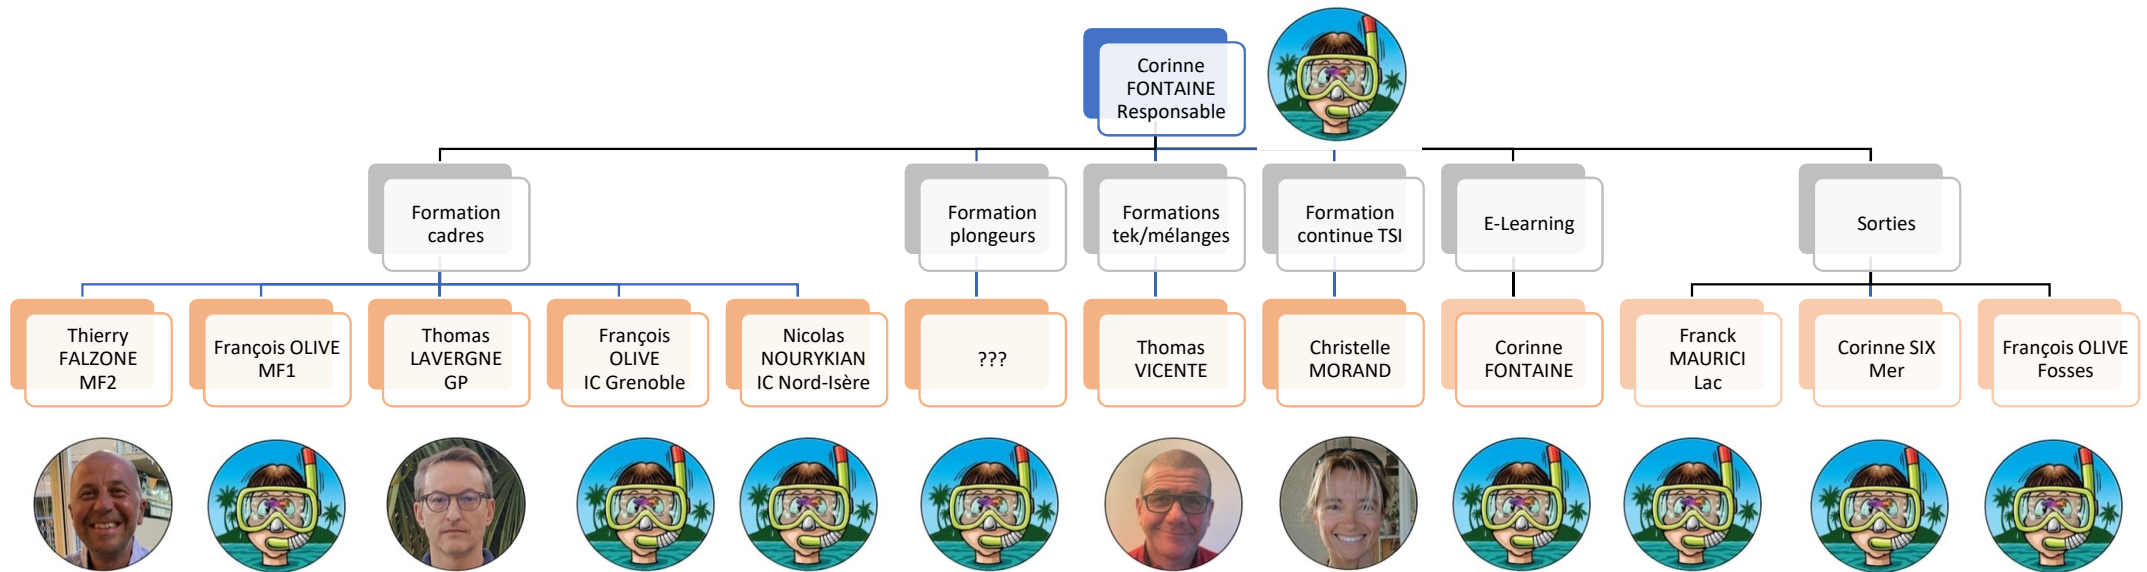 Corinne
FONTAINE
Responsable
Formation
cadres
Formation
plongeurs
Formations
tek/mélanges
Formation
continue TSI
E-Learning
Sorties
Thierry
FALZONE
MF2
François OLIVE
MF1
Thomas
LAVERGNE
GP
François
OLIVE
IC Grenoble
Nicolas
NOURYKIAN
IC Nord-Isère
???
Thomas
VICENTE
Christelle
MORAND
Corinne
FONTAINE
Franck
MAURICI
Lac
Corinne SIX
Mer
François OLIVE
Fosses